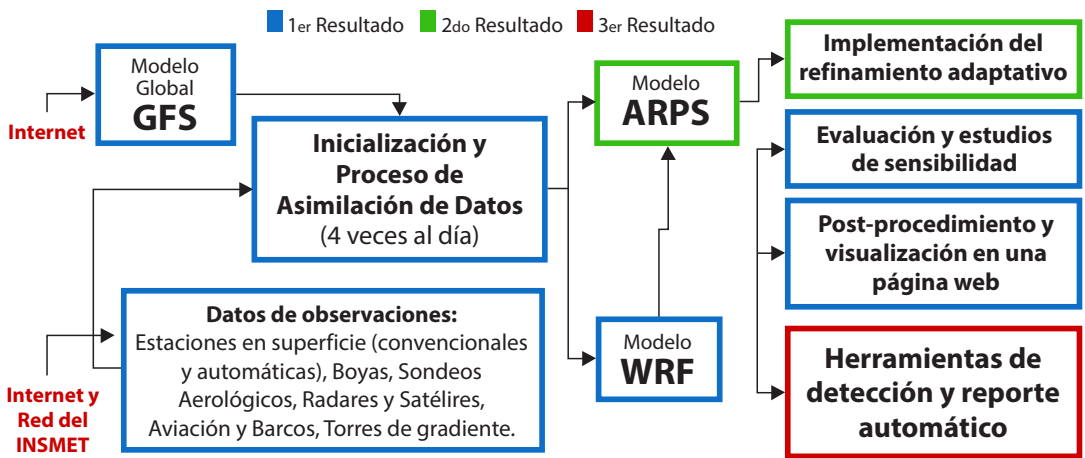 1er Resultado
2do Resultado
3er Resultado
Internet
Modelo
Global
GFS
Inicialización y
Proceso de
Asimilación de Datos
(4 veces al día)
Internet y
Red del
INSMET
Datos de observaciones:
Estaciones en superficie (convencionales
y automáticas), Boyas, Sondeos
Aerológicos, Radares y Satélires,
Aviación y Barcos, Torres de gradiente.
Modelo
ARPS
Modelo
WRF
Implementación del
refinamiento adaptativo
Evaluación y estudios
de sensibilidad
Post-procedimiento y
visualización en una
página web
Herramientas de
detección y reporte
automático